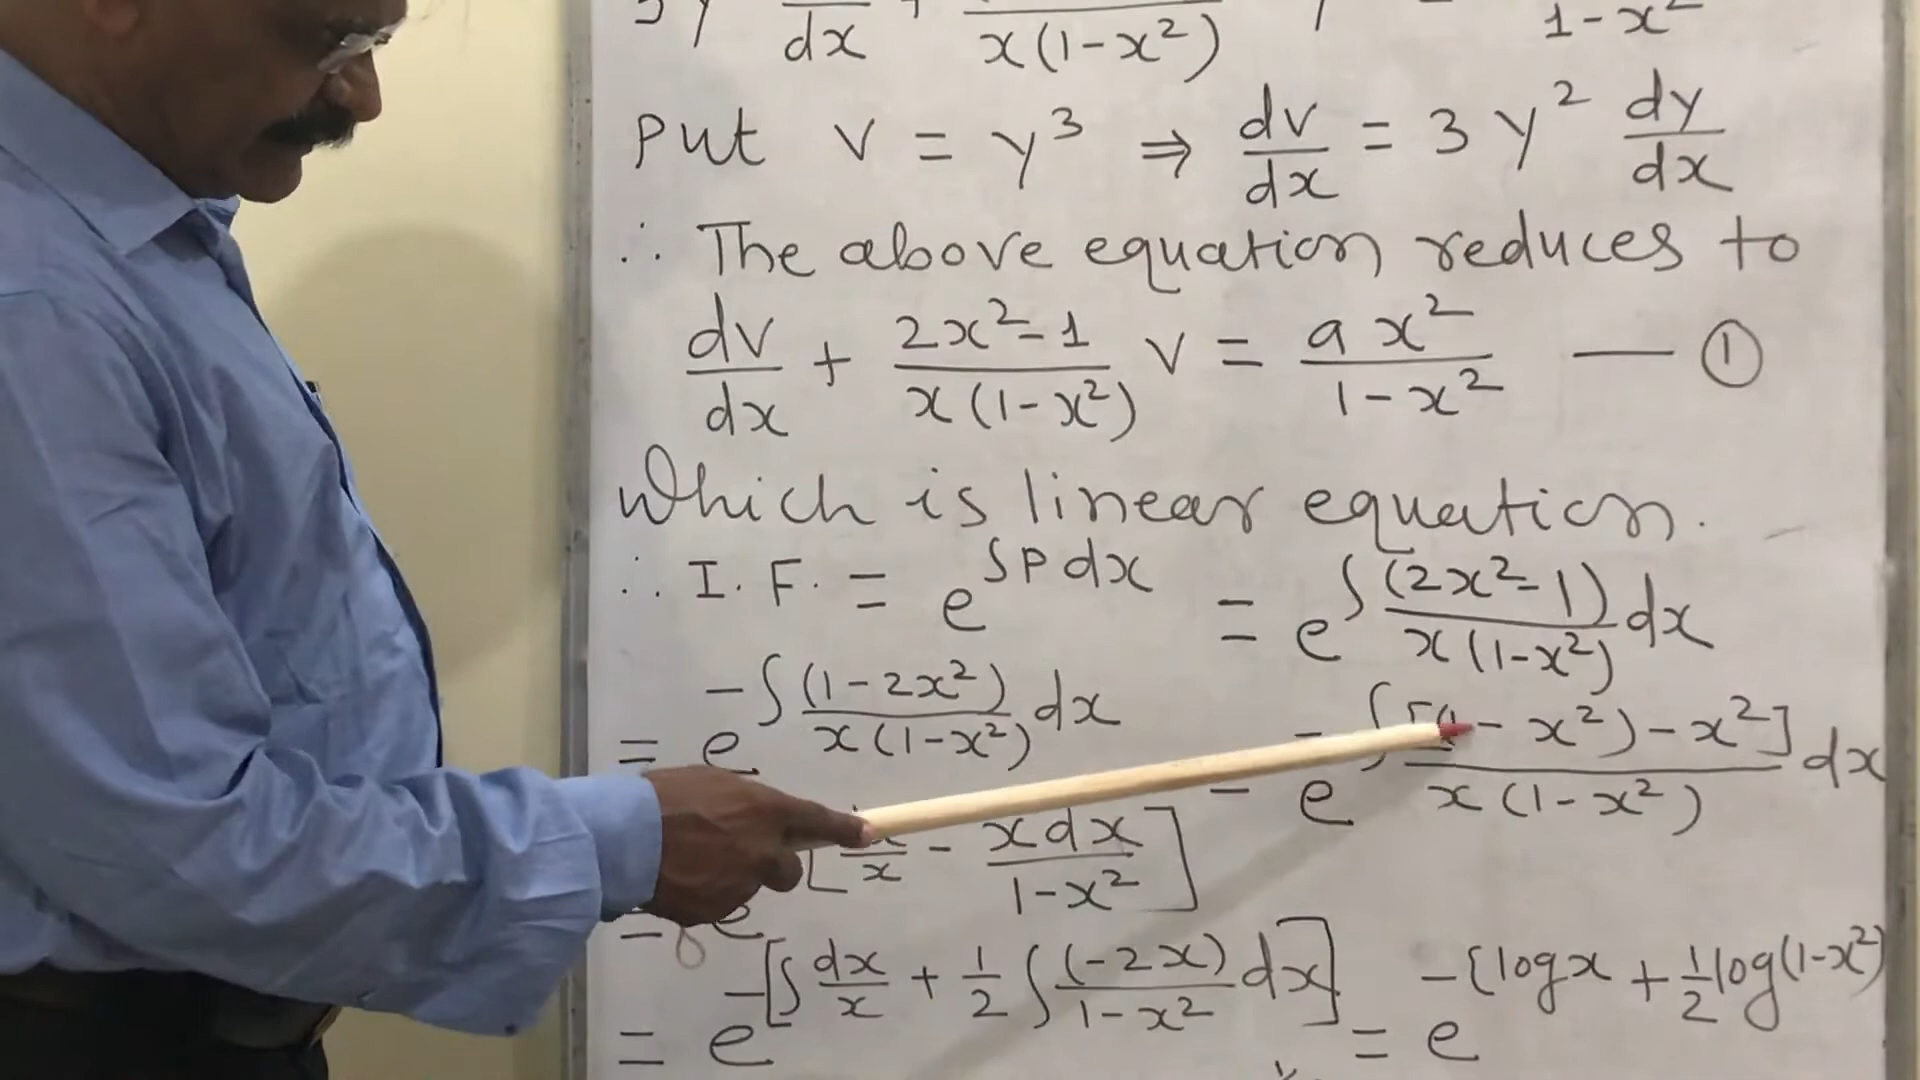 dy/dx + x(1-x²) 1-x²
Put v = y³ ⇒ dv/dx = 3y² dy/dx
∴ The above equation reduces to
dv/dx + (2x²-1)/(x(1-x²)) v = ax²/(1-x²) — ①
Which is linear equation.
∴ I.F. = e^∫Pdx = e^∫(2x²-1)/(x(1-x²)) dx
= e^-∫(1-2x²)/(x(1-x²)) dx = e^-∫[(1-x²)-x²]/(x(1-x²)) dx
= e [ /x - xdx/(1-x²)]
= e^-[∫dx/x + 1/2 ∫(-2x)/(1-x²) dx] = e^-{logx + 1/2 log(1-x²)